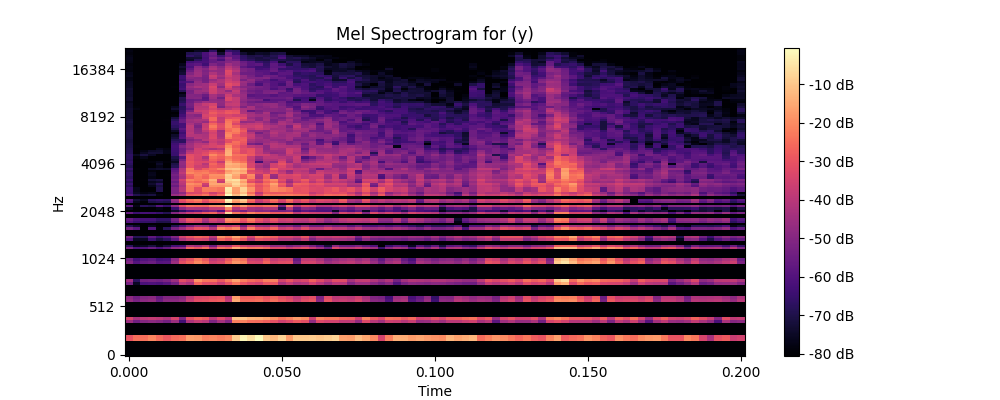 Mel Spectrogram for (y)
Hz
16384
8192
4096
2048
1024
512
0
0.000 0.050 0.100 0.150 0.200
Time
-10 dB
-20 dB
-30 dB
-40 dB
-50 dB
-60 dB
-70 dB
-80 dB